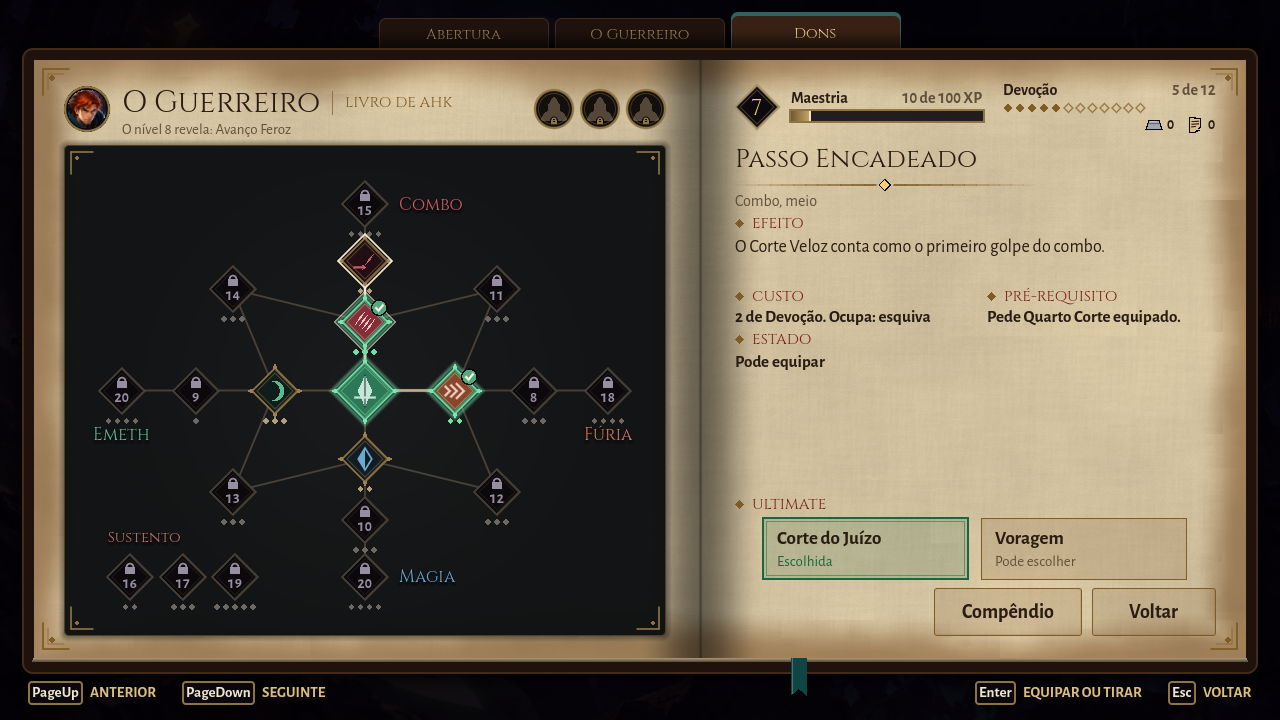 Abertura
O Guerreiro
Dons
O Guerreiro
LIVRO DE AHK
O nível 8 revela: Avanço Feroz
7
Maestria
10 de 100 XP
Devoção
5 de 12
0
0
Passo Encadeado
Combo, meio
EFEITO
O Corte Veloz conta como o primeiro golpe do combo.
CUSTO
2 de Devoção. Ocupa: esquiva
PRÉ-REQUISITO
Pede Quarto Corte equipado.
ESTADO
Pode equipar
ULTIMATE
Corte do Juízo
Escolhida
Voragem
Pode escolher
Compêndio
Voltar
15
Combo
14
11
20
9
8
18
Emeth
Fúria
13
12
10
Sustento
16
17
19
20
Magia
PageUp ANTERIOR
PageDown SEGUINTE
Enter EQUIPAR OU TIRAR
Esc VOLTAR